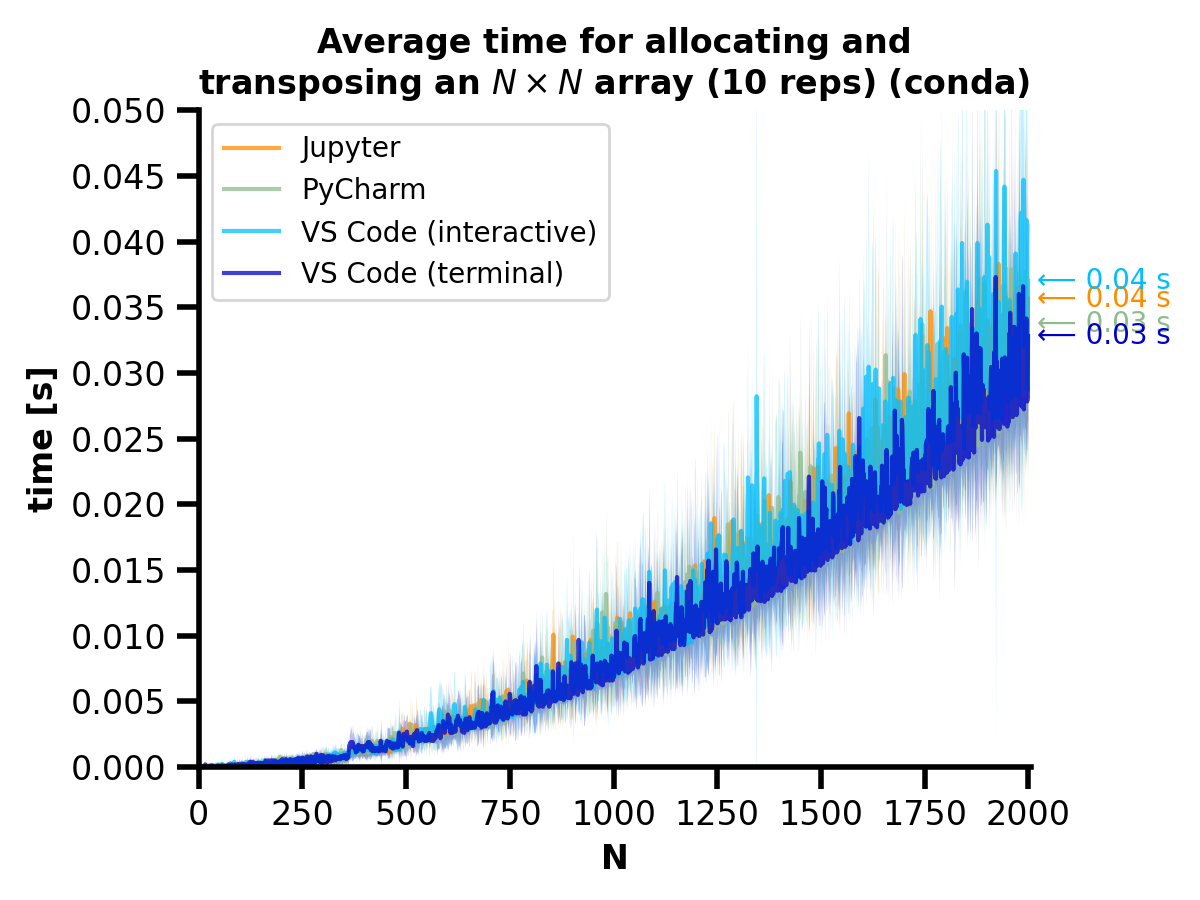 Average time for allocating and
transposing an N × N array (10 reps) (conda)
0.050
0.045
0.040
0.035
0.030
0.025
0.020
0.015
0.010
0.005
0.000
time [s]
Jupyter
PyCharm
VS Code (interactive)
VS Code (terminal)
← 0.04 s
← 0.04 s
← 0.03 s
← 0.03 s
0 250 500 750 1000 1250 1500 1750 2000
N